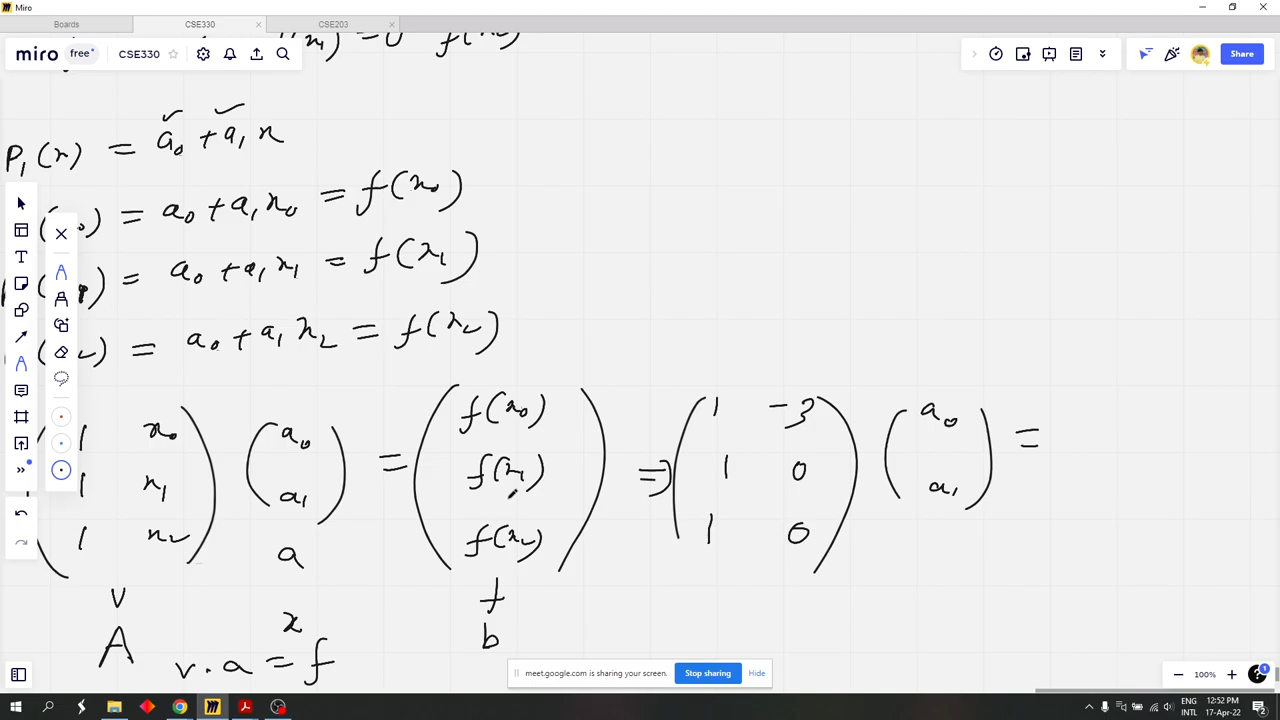 Miro
Boards
CSE330
CSE203
miro free CSE330
Share
f(x₁) = 0 f(x₂)
P₁(x) = a₀ + a₁ x
= a₀ + a₁ x₀ = f(x₀)
= a₀ + a₁ x₁ = f(x₁)
= a₀ + a₁ x₂ = f(x₂)
1 x₀ a₀ f(x₀) 1 -3 a₀
1 x₁ = f(x₁) ⇒ 1 0 =
a₁ a₁
1 x₂ f(x₂) 1 0
a
V f
x
A b
v · a = f
meet.google.com is sharing your screen. Stop sharing Hide
100%
ENG
INTL
12:52 PM
17-Apr-22